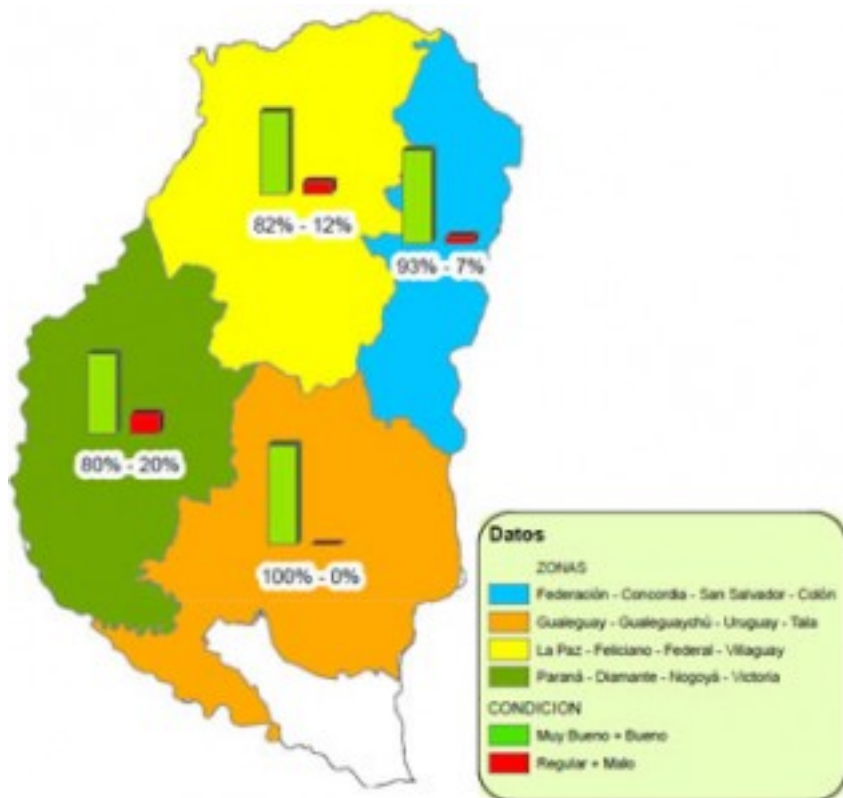 82% - 12%
93% - 7%
80% - 20%
100% - 0%
Datos
ZONAS
Federación - Concordia - San Salvador - Colón
Gualeguay - Gualeguaychú - Uruguay - Tala
La Paz - Feliciano - Federal - Villaguay
Paraná - Diamante - Nogoyá - Victoria
CONDICION
Muy Bueno + Bueno
Regular + Malo